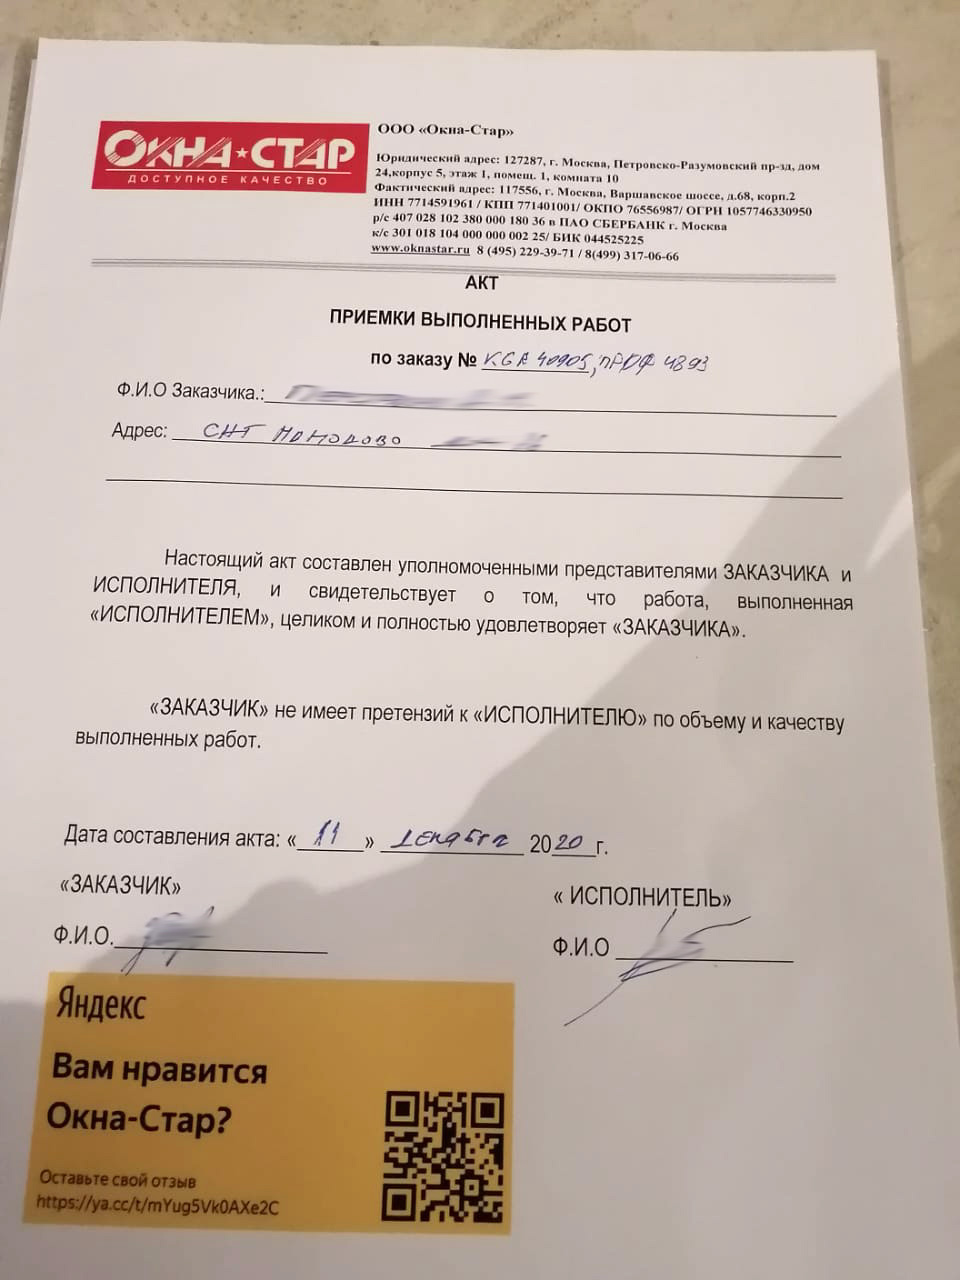 ОКНА★СТАР
ДОСТУПНОЕ КАЧЕСТВО
ООО «Окна-Стар»
Юридический адрес: 127287, г. Москва, Петровско-Разумовский пр-зд, дом
24,корпус 5, этаж 1, помещ. 1, комната 10
Фактический адрес: 117556, г. Москва, Варшавское шоссе, д.68, корп.2
ИНН 7714591961 / КПП 771401001/ ОКПО 76556987/ ОГРН 1057746330950
р/с 407 028 102 380 000 180 36 в ПАО СБЕРБАНК г. Москва
к/с 301 018 104 000 000 002 25/ БИК 044525225
www.oknastar.ru 8 (495) 229-39-71 / 8(499) 317-06-66
АКТ
ПРИЕМКИ ВЫПОЛНЕННЫХ РАБОТ
по заказу № KGA 40905, ПРОФ 4893
Ф.И.О Заказчика.:
Адрес: СНТ
Настоящий акт составлен уполномоченными представителями ЗАКАЗЧИКА и
ИСПОЛНИТЕЛЯ, и свидетельствует о том, что работа, выполненная
«ИСПОЛНИТЕЛЕМ», целиком и полностью удовлетворяет «ЗАКАЗЧИКА».
«ЗАКАЗЧИК» не имеет претензий к «ИСПОЛНИТЕЛЮ» по объему и качеству
выполненных работ.
Дата составления акта: «11» декабря 2020г.
«ЗАКАЗЧИК»
« ИСПОЛНИТЕЛЬ»
Ф.И.О.
Ф.И.О
Яндекс
Вам нравится
Окна-Стар?
Оставьте свой отзыв
https://ya.cc/t/mYug5Vk0AXe2C